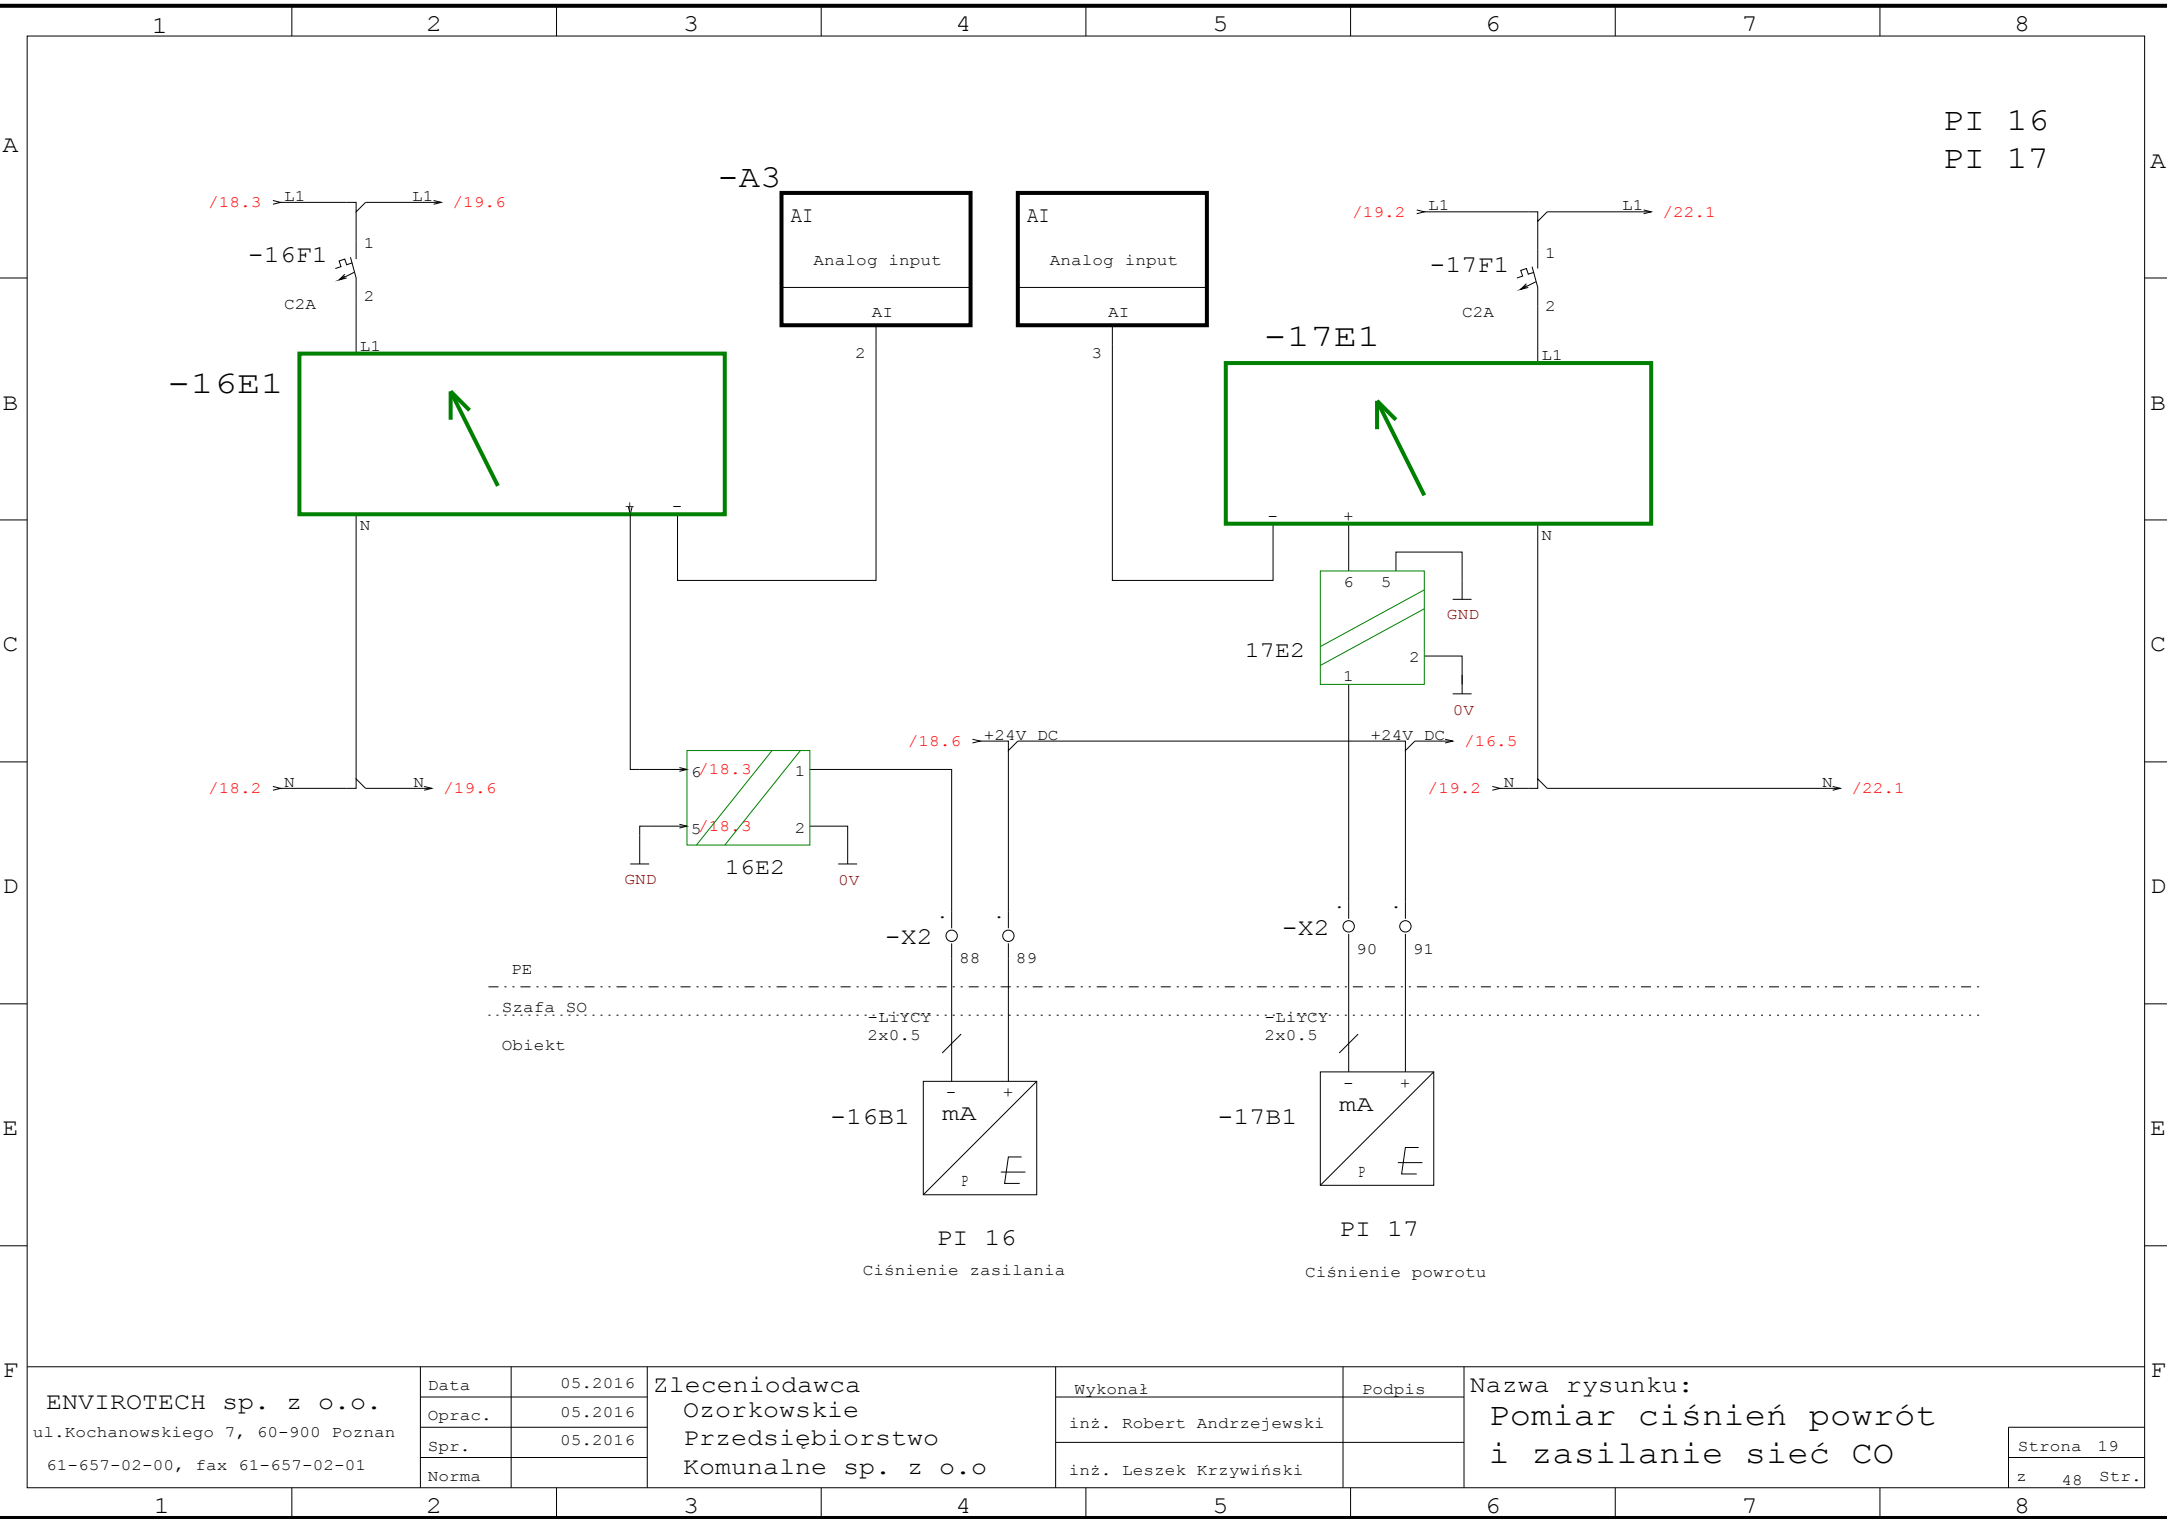 1 2 3 4 5 6 7 8
PI 16
A
PI 17
A
-A3
/18.3 L1 L1 /19.6
AI
AI
/19.2 L1 L1 /22.1
1
-16F1
2
C2A
Analog input
Analog input
AI
AI
1
-17F1
2
C2A
-17E1
2
3
L1
L1
-16E1
B
B
+ -
- +
N
N
6 5
GND
C
17E2
2
C
1
0V
/18.6 +24V DC +24V DC /16.5
6 /18.3 1
/18.2 N N /19.6
/19.2 N N /22.1
5 /18.3 2
16E2
GND
0V
D
D
-X2
88 89
-X2
90 91
PE
Szafa SO
Obiekt
-LiYCY
2x0.5
-LiYCY
2x0.5
- +
mA
-16B1
P
- +
mA
-17B1
P
E
E
PI 16
Ciśnienie zasilania
PI 17
Ciśnienie powrotu
F
F
ENVIROTECH sp. z o.o.
ul.Kochanowskiego 7, 60-900 Poznan
61-657-02-00, fax 61-657-02-01
Data 05.2016
Oprac. 05.2016
Spr. 05.2016
Norma
Zleceniodawca
Ozorkowskie
Przedsiębiorstwo
Komunalne sp. z o.o
Wykonał Podpis
inż. Robert Andrzejewski
inż. Leszek Krzywiński
Nazwa rysunku:
Pomiar ciśnień powrót
i zasilanie sieć CO
Strona 19
z 48 Str.
1 2 3 4 5 6 7 8